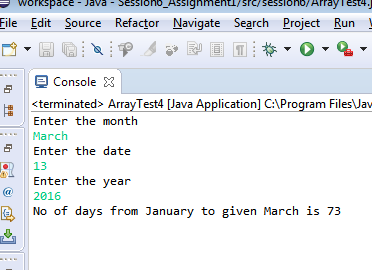 workspace - Java - Session6_Assignment1/src/session6/ArrayTest4.j
File Edit Source Refactor Navigate Search Project Run W
Console
<terminated> ArrayTest4 [Java Application] C:\Program Files\Jav
Enter the month
March
Enter the date
13
Enter the year
2016
No of days from January to given March is 73